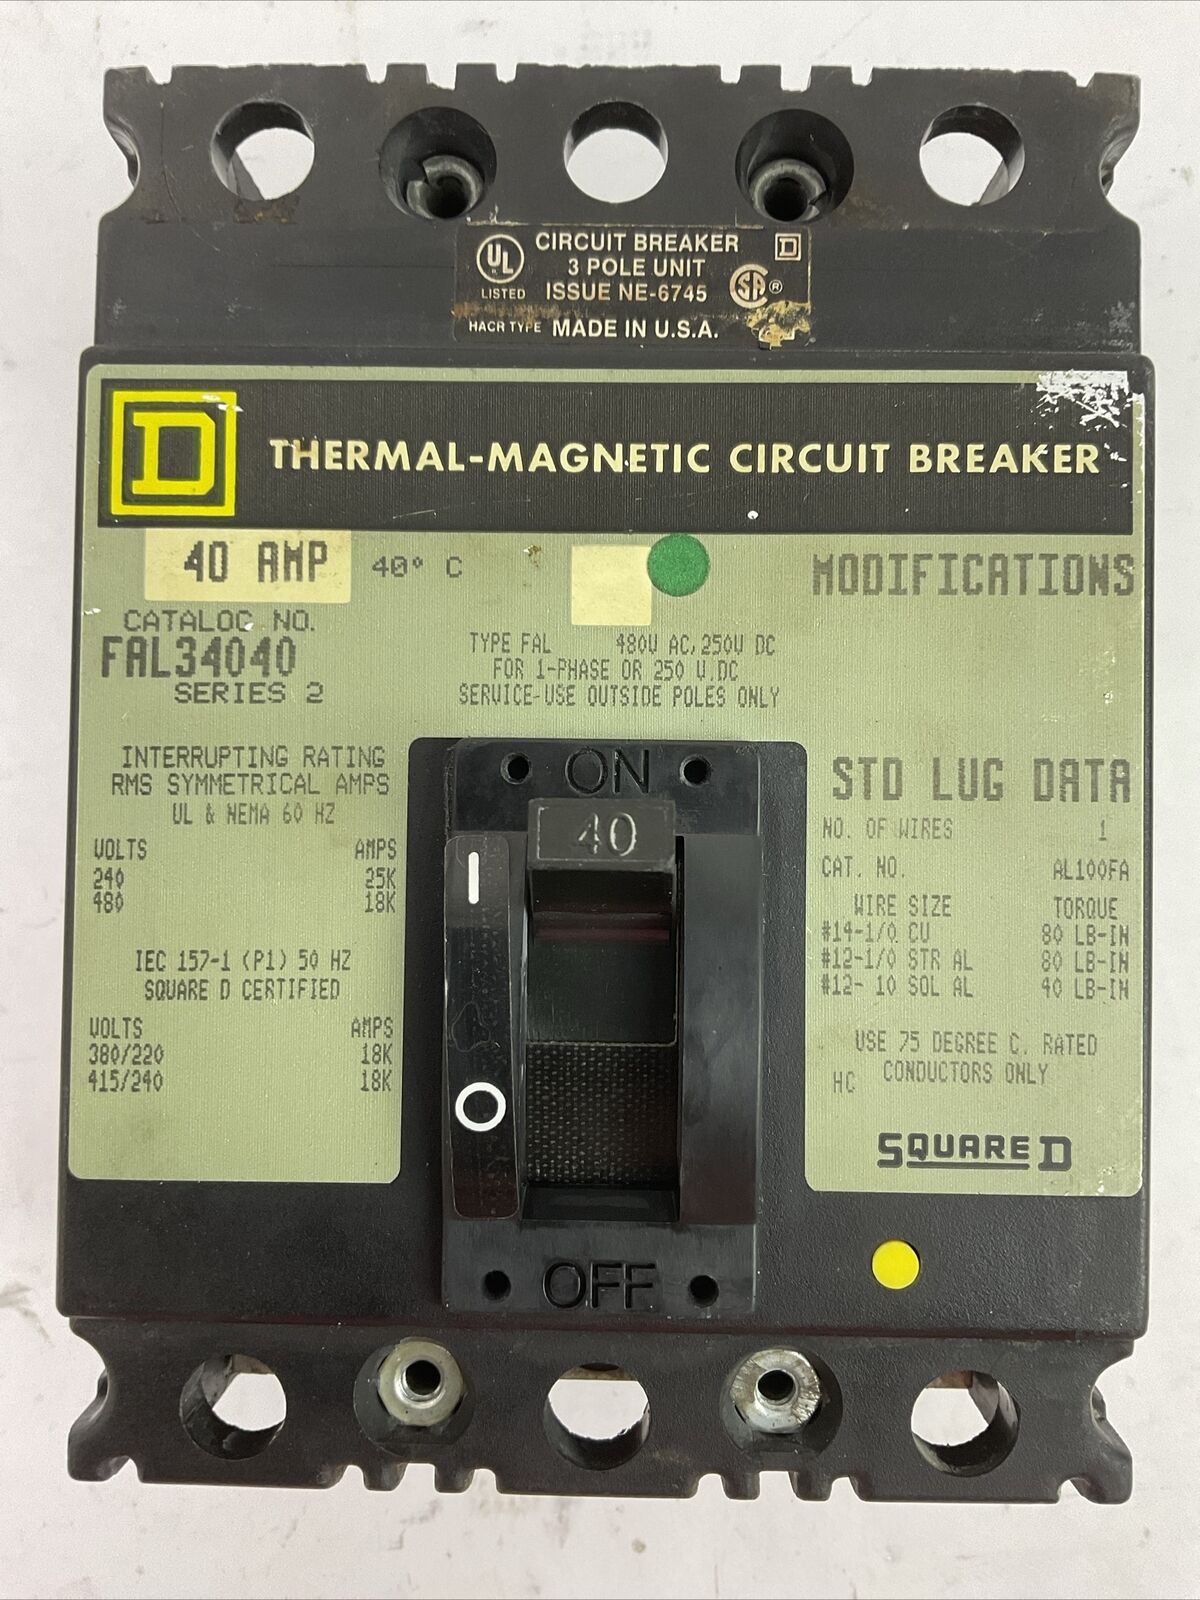 UL
CIRCUIT BREAKER
D
3 POLE UNIT
LISTED
ISSUE NE-6745
SA ®
HACR TYPE MADE IN U.S.A.
D
THERMAL-MAGNETIC CIRCUIT BREAKER
40 AMP 40° C
CATALOG NO.
FAL34040
SERIES 2
TYPE FAL 480V AC, 250V DC
FOR 1-PHASE OR 250 V.DC
SERVICE-USE OUTSIDE POLES ONLY
MODIFICATIONS
INTERRUPTING RATING
RMS SYMMETRICAL AMPS
UL & NEMA 60 HZ
VOLTS AMPS
240 25K
480 18K
IEC 157-1 (P1) 50 HZ
SQUARE D CERTIFIED
VOLTS AMPS
380/220 18K
415/240 18K
ON
40
I
O
OFF
STD LUG DATA
NO. OF WIRES 1
CAT. NO. AL100FA
WIRE SIZE TORQUE
#14-1/0 CU 80 LB-IN
#12-1/0 STR AL 80 LB-IN
#12- 10 SOL AL 40 LB-IN
USE 75 DEGREE C. RATED
HC CONDUCTORS ONLY
SQUARE D